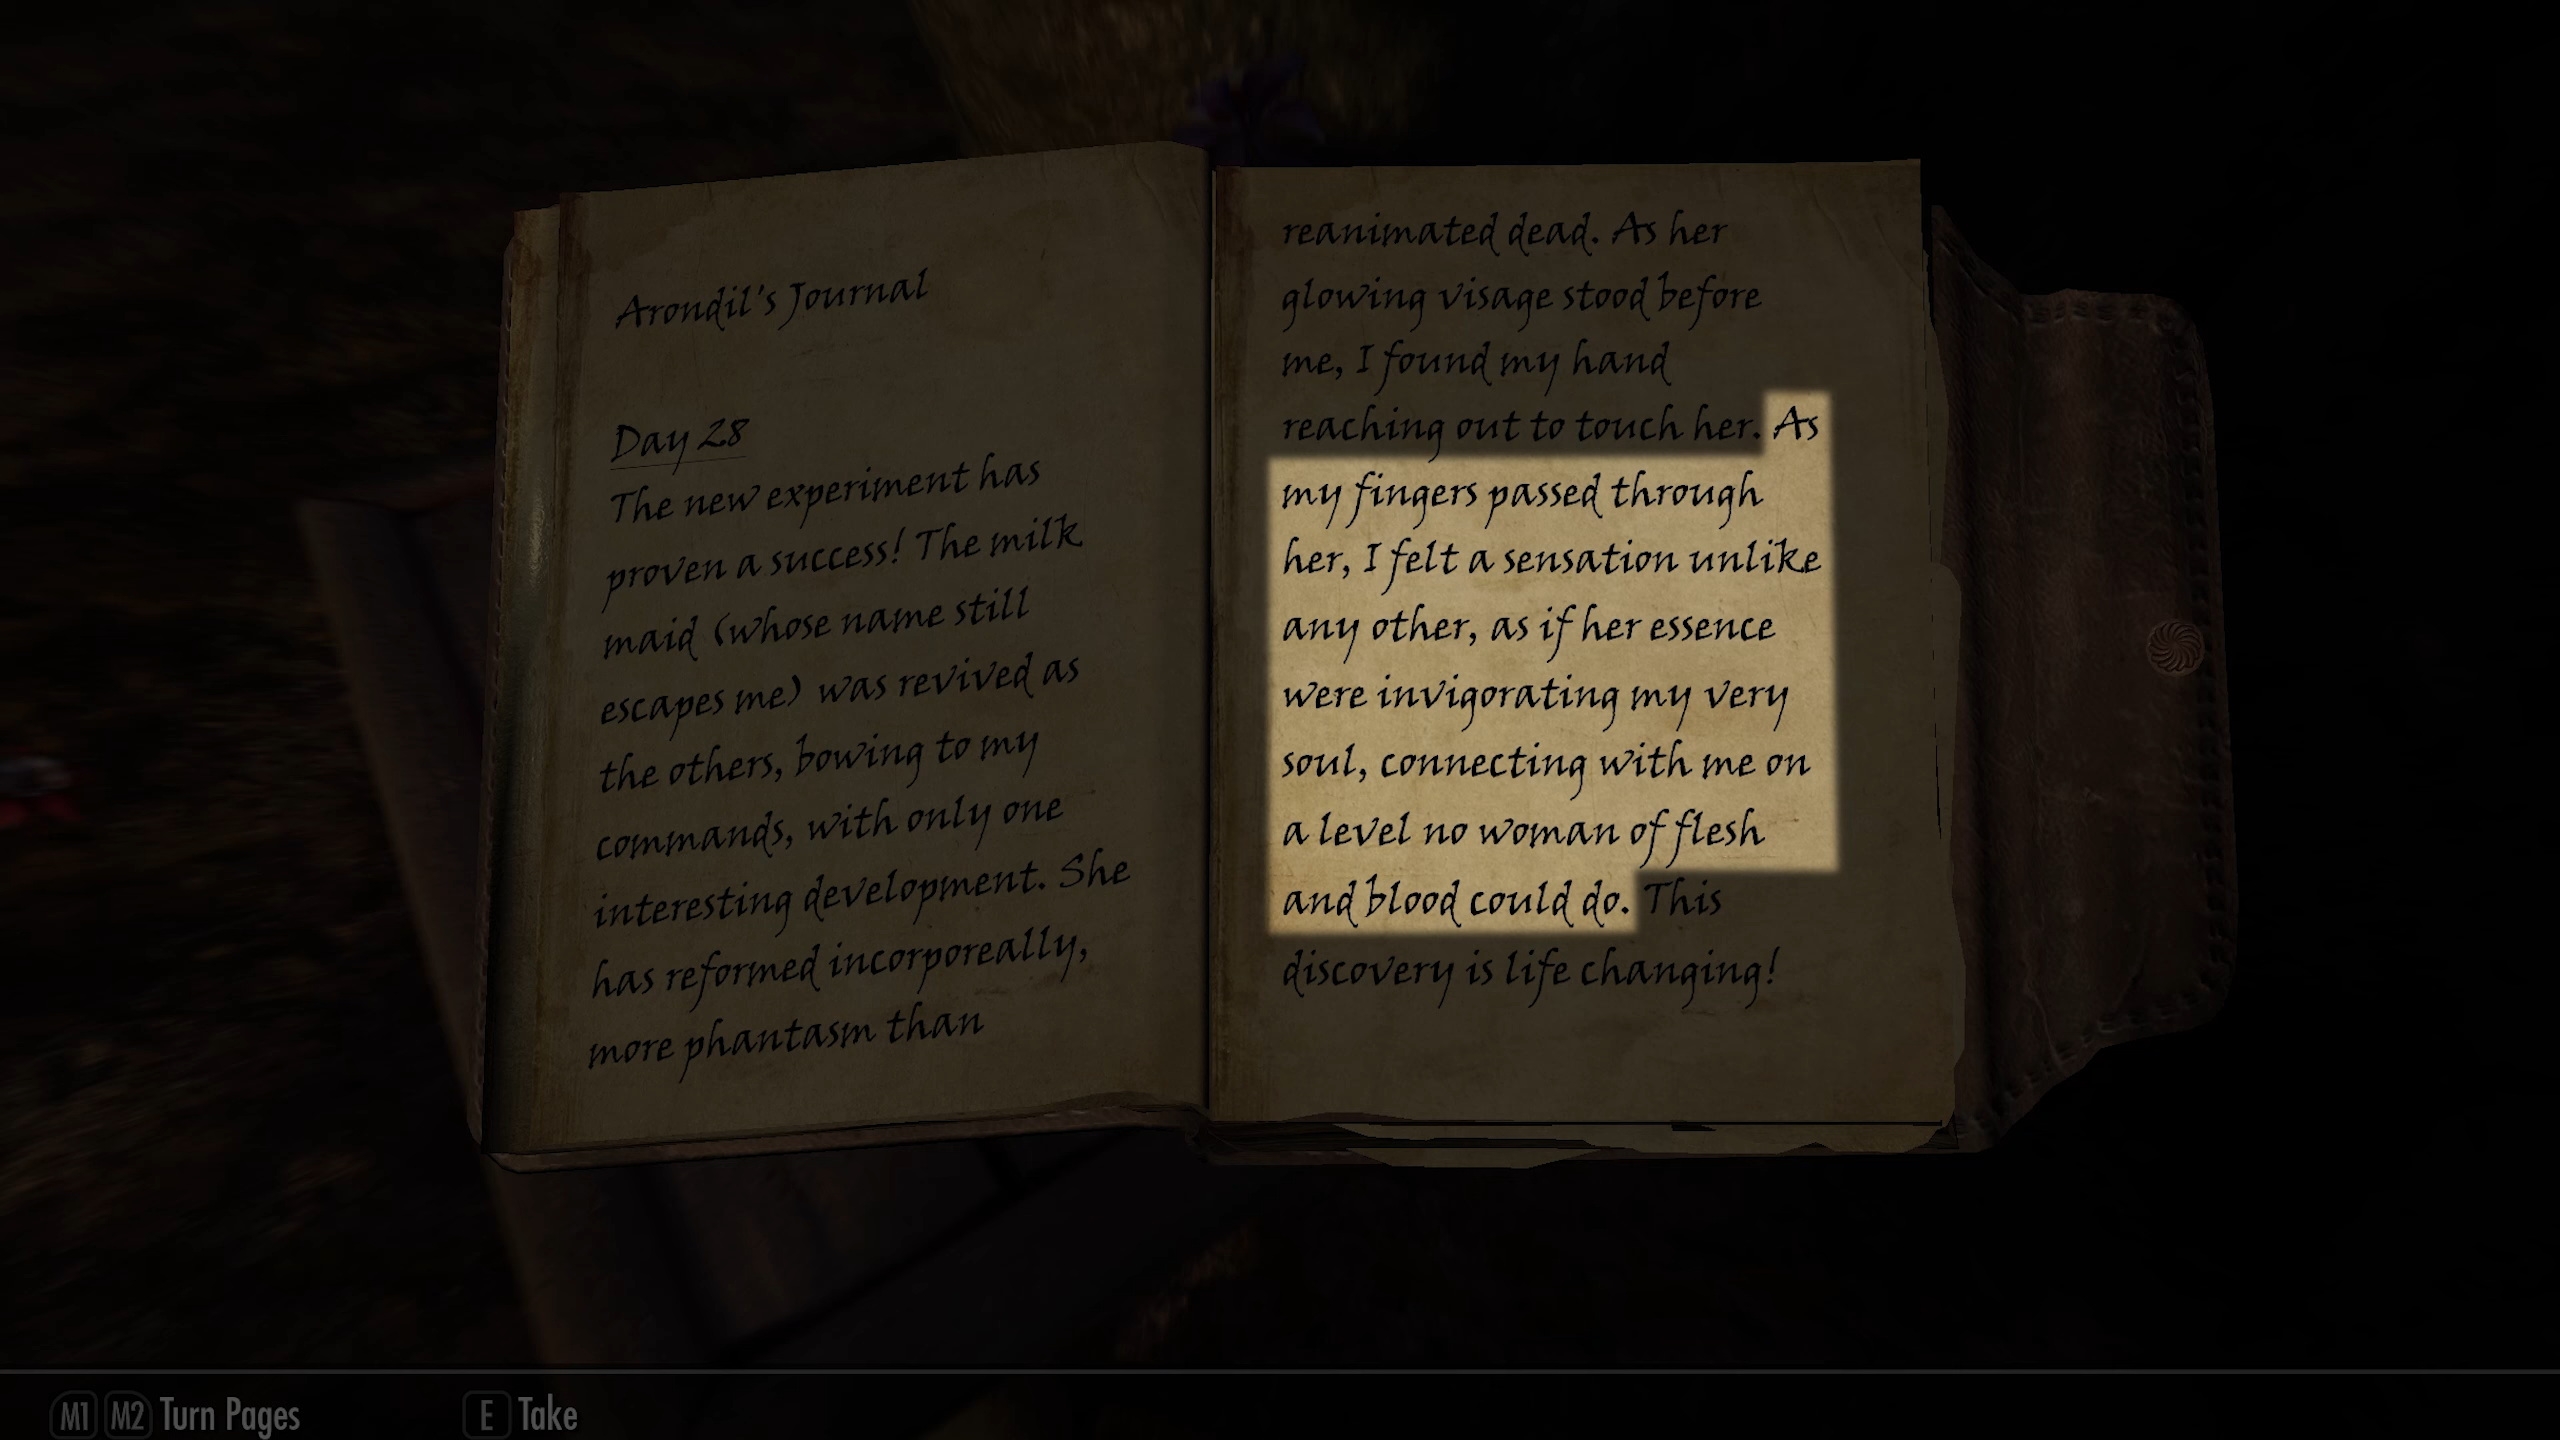 Arondil's Journal
Day 28
The new experiment has
proven a success! The milk
maid (whose name still
escapes me) was revived as
the others, bowing to my
commands, with only one
interesting development. She
has reformed incorporeally,
more phantasm than
reanimated dead. As her
glowing visage stood before
me, I found my hand
reaching out to touch her. As
my fingers passed through
her, I felt a sensation unlike
any other, as if her essence
were invigorating my very
soul, connecting with me on
a level no woman of flesh
and blood could do. This
discovery is life changing!
M1 M2 Turn Pages
E Take